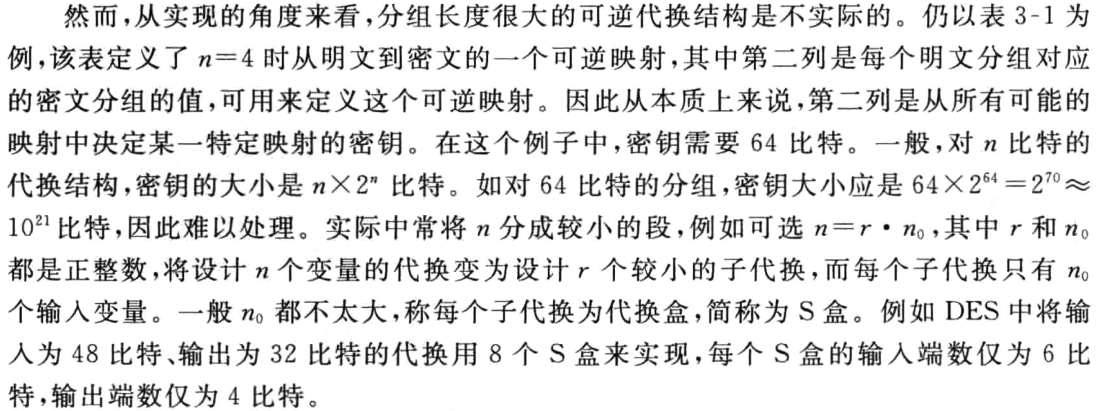 然而,从实现的角度来看,分组长度很大的可逆代换结构是不实际的。仍以表 3-1 为
例,该表定义了 n=4 时从明文到密文的一个可逆映射,其中第二列是每个明文分组对应
的密文分组的值,可用来定义这个可逆映射。因此从本质上来说,第二列是从所有可能的
映射中决定某一特定映射的密钥。在这个例子中,密钥需要 64 比特。一般,对 n 比特的
代换结构,密钥的大小是 n×2ⁿ 比特。如对 64 比特的分组,密钥大小应是 64×2⁶⁴=2⁷⁰≈
10²¹ 比特,因此难以处理。实际中常将 n 分成较小的段,例如可选 n=r·n₀,其中 r 和 n₀
都是正整数,将设计 n 个变量的代换变为设计 r 个较小的子代换,而每个子代换只有 n₀
个输入变量。一般 n₀ 都不太大,称每个子代换为代换盒,简称为 S 盒。例如 DES 中将输
入为 48 比特、输出为 32 比特的代换用 8 个 S 盒来实现,每个 S 盒的输入端数仅为 6 比
特,输出端数仅为 4 比特。